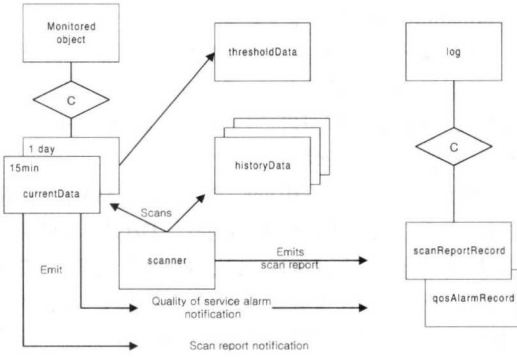 Monitored
object
thresholdData
log
C
C
1 day
15min
currentData
historyData
Scans
scanner
Emits
scan report
scanReportRecord
Emit
qosAlarmRecord
Quality of service alarm
notification
Scan report notification